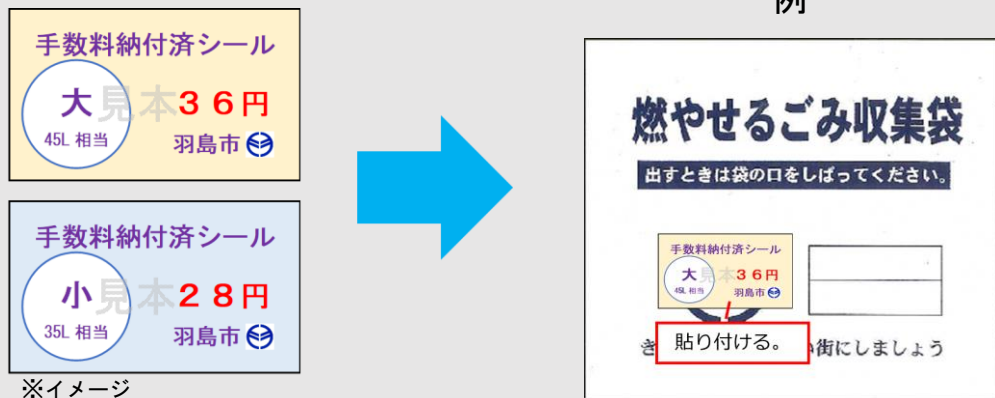 手数料納付済シール
大
見本
36円
45L 相当
羽島市
手数料納付済シール
小
見本
28円
35L 相当
羽島市
※イメージ
例
燃やせるごみ収集袋
出すときは袋の口をしばってください。
手数料納付済シール
大
見本
36円
45L 相当
羽島市
貼り付ける。
き
い街にしましょう